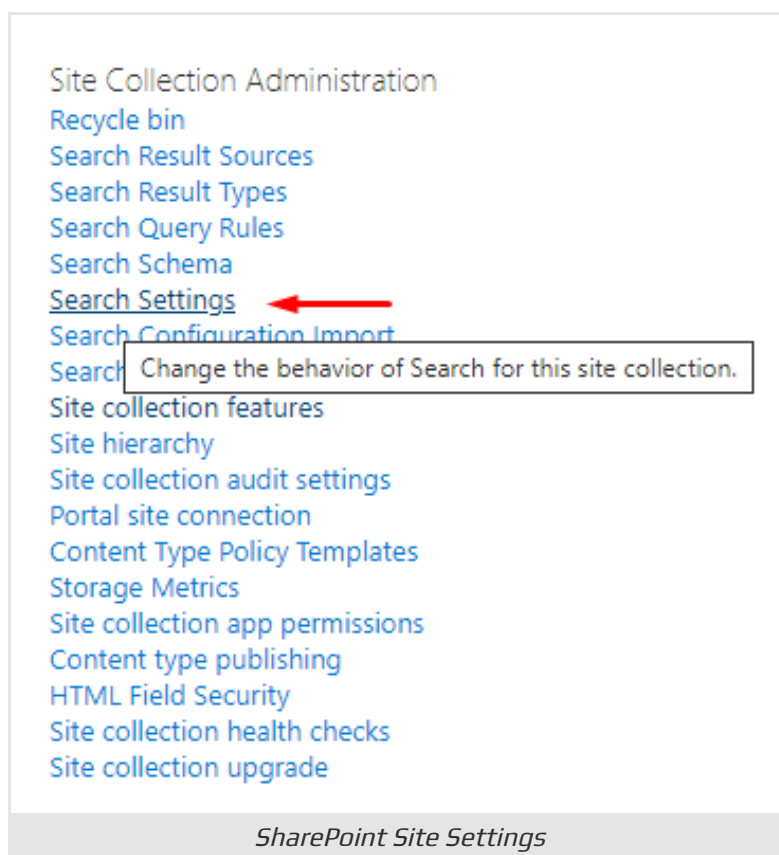 Site Collection Administration
Recycle bin
Search Result Sources
Search Result Types
Search Query Rules
Search Schema
Search Settings
Search Configuration Import
Search
Change the behavior of Search for this site collection.
Site collection features
Site hierarchy
Site collection audit settings
Portal site connection
Content Type Policy Templates
Storage Metrics
Site collection app permissions
Content type publishing
HTML Field Security
Site collection health checks
Site collection upgrade
SharePoint Site Settings